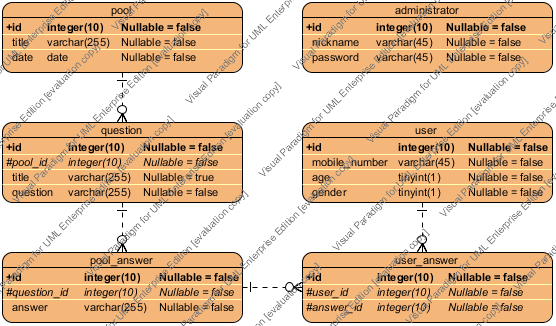 pool
+id integer(10) Nullable = false
title varchar(255) Nullable = false
date date Nullable = false
administrator
+id integer(10) Nullable = false
nickname varchar(45) Nullable = false
password varchar(45) Nullable = false
question
+id integer(10) Nullable = false
#pool_id integer(10) Nullable = false
title varchar(255) Nullable = true
question varchar(255) Nullable = false
user
+id integer(10) Nullable = false
mobile_number varchar(45) Nullable = false
age tinyint(1) Nullable = false
gender tinyint(1) Nullable = false
pool_answer
+id integer(10) Nullable = false
#question_id integer(10) Nullable = false
answer varchar(255) Nullable = false
user_answer
+id integer(10) Nullable = false
#user_id integer(10) Nullable = false
#answer_id integer(10) Nullable = false
Visual Paradigm for UML Enterprise Edition [evaluation copy]